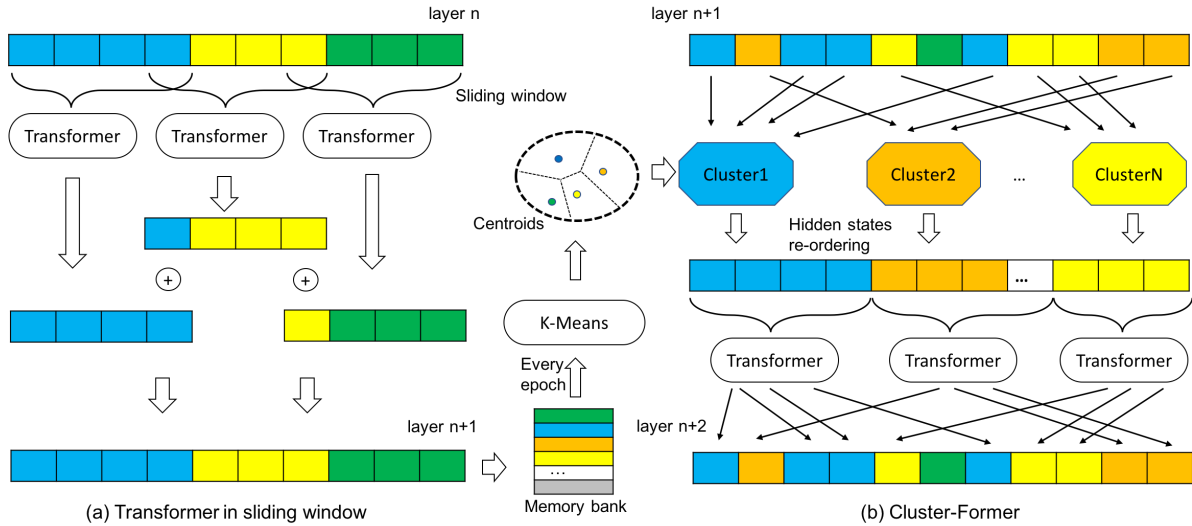 layer n
Sliding window
Transformer
Transformer
Transformer
+
+
layer n+1
(a) Transformer in sliding window
Centroids
K-Means
Every
epoch
...
Memory bank
layer n+1
Cluster1
Cluster2
...
ClusterN
Hidden states
re-ordering
...
Transformer
Transformer
Transformer
layer n+2
(b) Cluster-Former